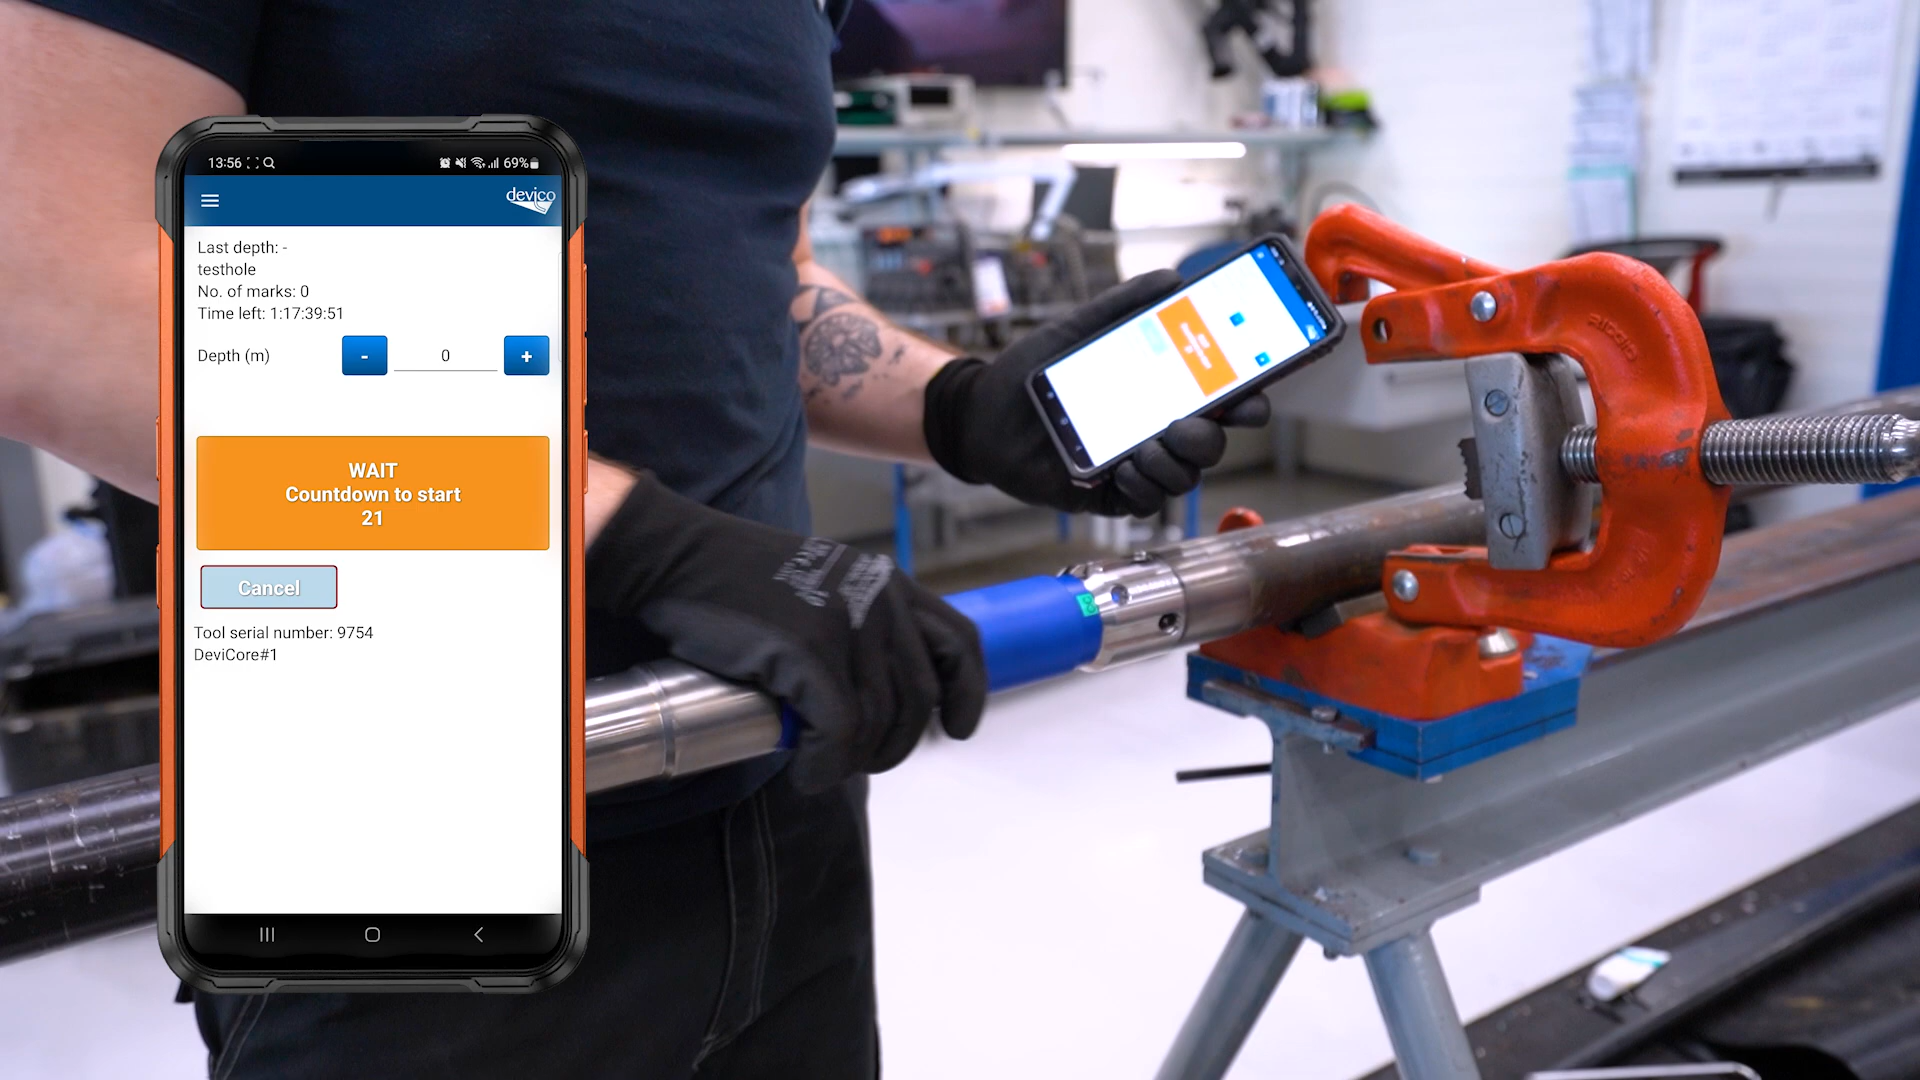 13:56
69%
devico
Last depth: -
testhole
No. of marks: 0
Time left: 1:17:39:51
Depth (m)
-
0
+
WAIT
Countdown to start
21
Cancel
Tool serial number: 9754
DeviCore#1
RIDGID